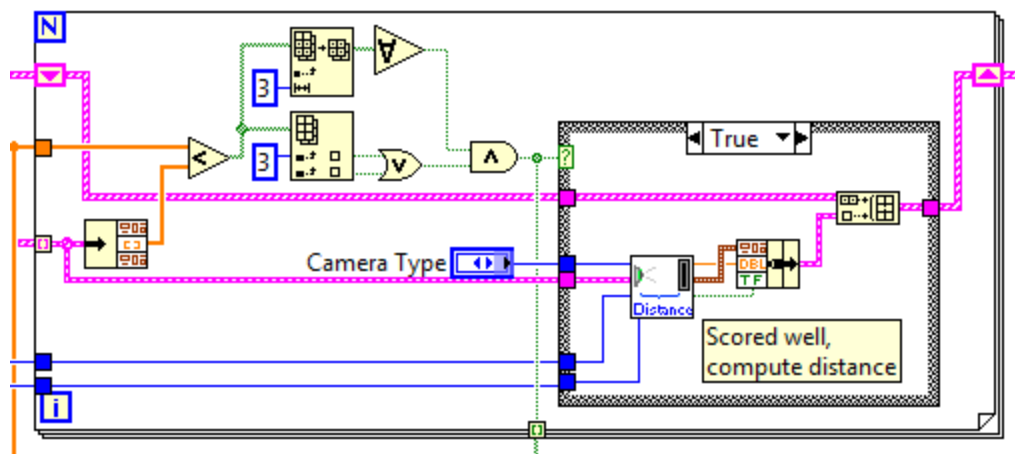 N
3
3
True
?
Camera Type
DBL
TF
Distance
Scored well,
compute distance
i